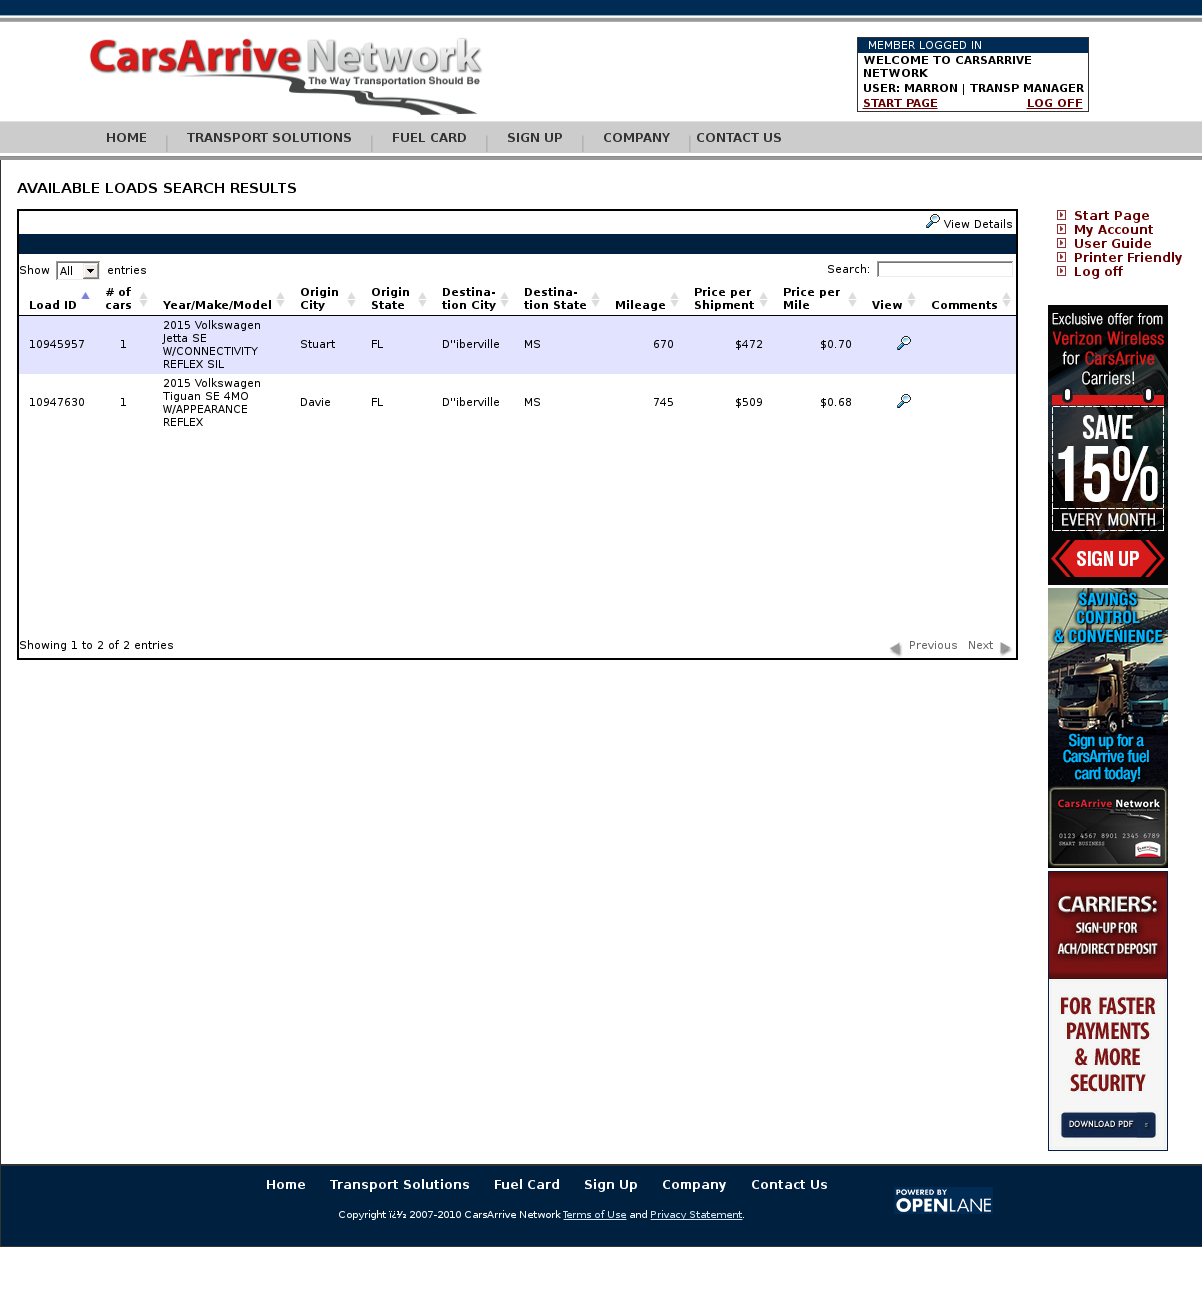 CarsArrive Network
The Way Transportation Should Be
MEMBER LOGGED IN
WELCOME TO CARSARRIVE
NETWORK
USER: MARRON | TRANSP MANAGER
START PAGE LOG OFF
HOME | TRANSPORT SOLUTIONS | FUEL CARD | SIGN UP | COMPANY | CONTACT US
AVAILABLE LOADS SEARCH RESULTS
View Details
Show All entries Search:
Load ID # of cars Year/Make/Model Origin City Origin State Destina-tion City Destina-tion State Mileage Price per Shipment Price per Mile View Comments
10945957 1 2015 Volkswagen Jetta SE W/CONNECTIVITY REFLEX SIL Stuart FL D''iberville MS 670 $472 $0.70
10947630 1 2015 Volkswagen Tiguan SE 4MO W/APPEARANCE REFLEX Davie FL D''iberville MS 745 $509 $0.68
Showing 1 to 2 of 2 entries Previous Next
Start Page
My Account
User Guide
Printer Friendly
Log off
Exclusive offer from
Verizon Wireless
for CarsArrive
Carriers!
SAVE
15%
EVERY MONTH
SIGN UP
SAVINGS
CONTROL
& CONVENIENCE
Sign up for a
CarsArrive fuel
card today!
CarsArrive Network
0123 4567 8901 2345 6789
SMART BUSINESS
CARRIERS:
SIGN-UP FOR
ACH/DIRECT DEPOSIT
FOR FASTER
PAYMENTS
& MORE
SECURITY
DOWNLOAD PDF
Home Transport Solutions Fuel Card Sign Up Company Contact Us
Copyright ï¿½ 2007-2010 CarsArrive Network Terms of Use and Privacy Statement.
POWERED BY
OPENLANE